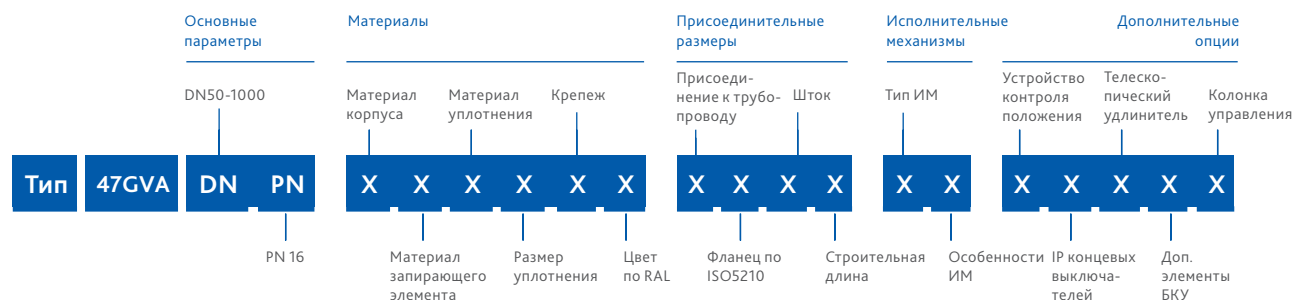 Основные
параметры
Материалы
Присоединительные
размеры
Исполнительные
механизмы
Дополнительные
опции
DN50-1000
Материал
корпуса
Материал
уплотнения
Крепеж
Присоеди-
нение к трубо-
проводу
Шток
Тип ИМ
Устройство
контроля
положения
Телеско-
пический
удлинитель
Колонка
управления
Тип 47GVA DN PN X X X X X X X X X X X X X X X X X
PN 16
Материал
запирающего
элемента
Размер
уплотнения
Цвет
по RAL
Фланец по
ISO5210
Строительная
длина
Особенности
ИМ
IP концевых
выключа-
телей
Доп.
элементы
БКУ